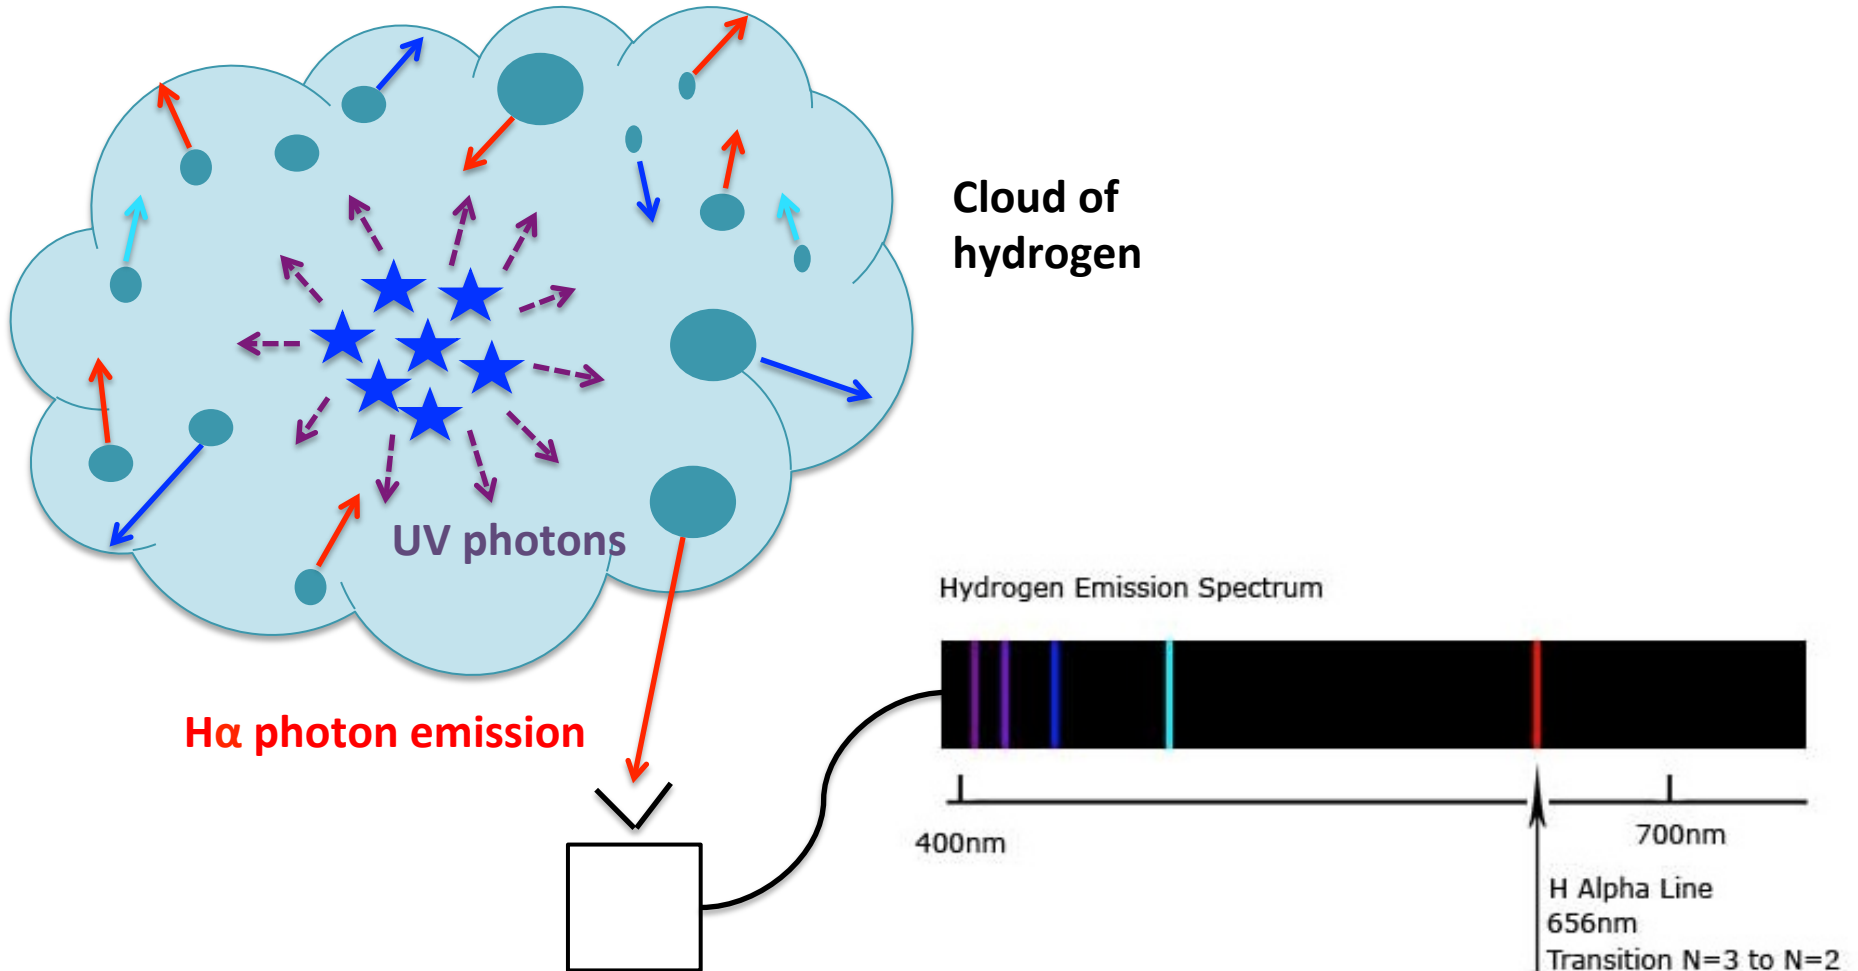 Cloud of
hydrogen
UV photons
Hα photon emission
Hydrogen Emission Spectrum
400nm
700nm
H Alpha Line
656nm
Transition N=3 to N=2